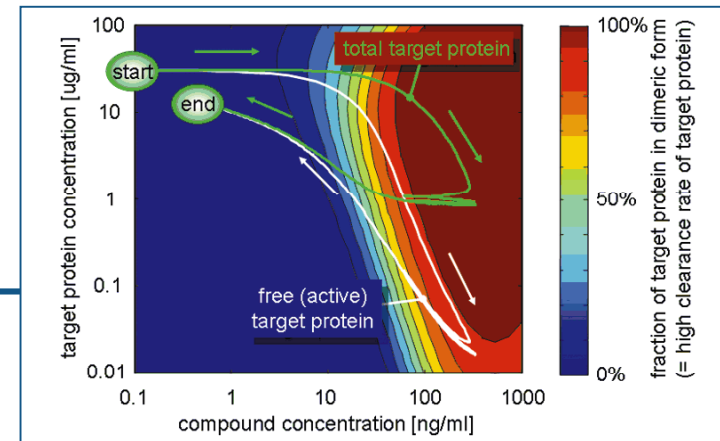 100
10
1
0.1
0.01
target protein concentration [ug/ml]
start
end
total target protein
free (active)
target protein
0.1
1
10
100
1000
compound concentration [ng/ml]
100%
50%
0%
fraction of target protein in dimeric form
(= high clearance rate of target protein)